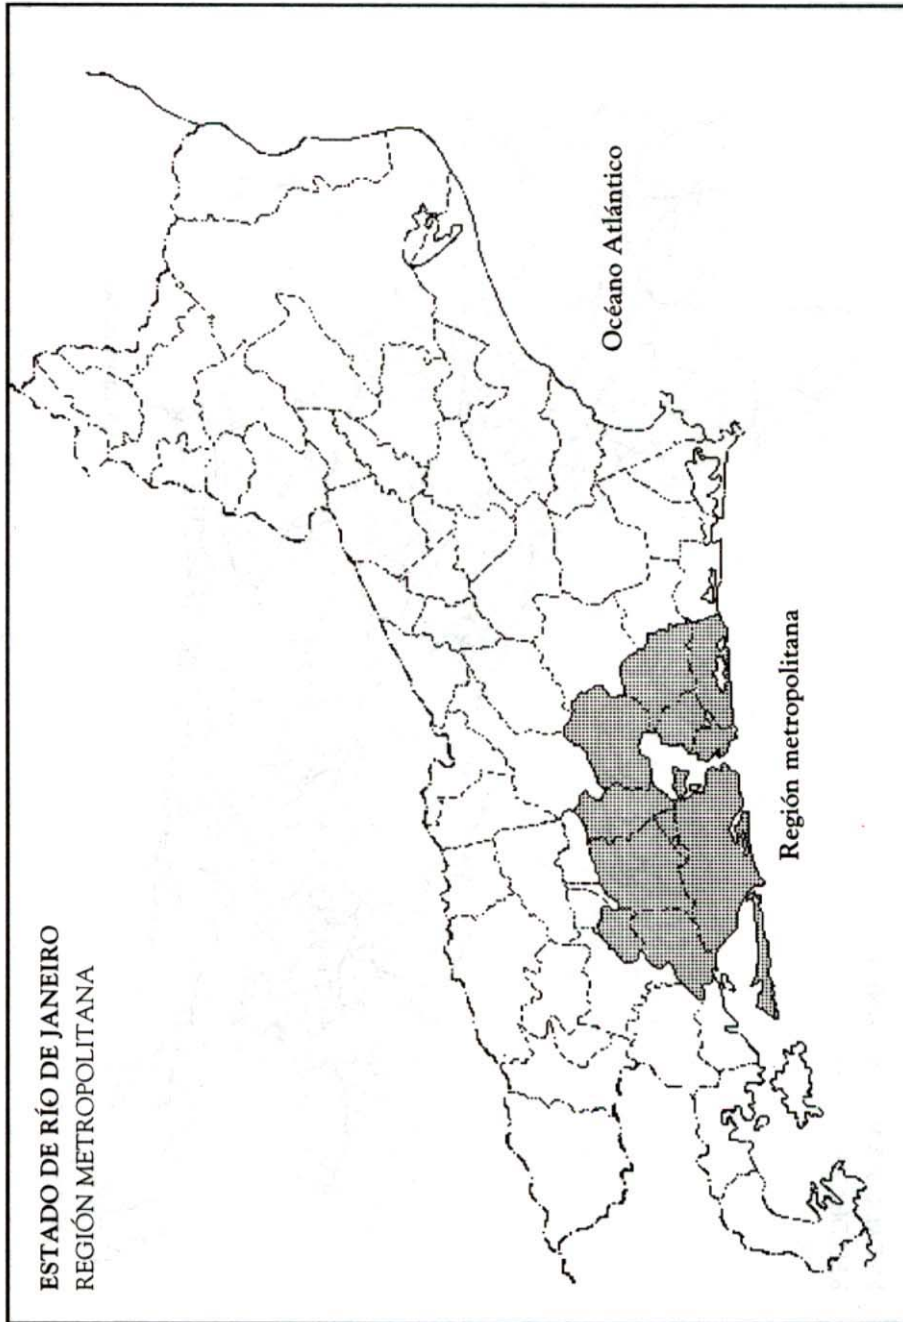 ESTADO DE RÍO DE JANEIRO
REGIÓN METROPOLITANA
Océano Atlántico
Región metropolitana